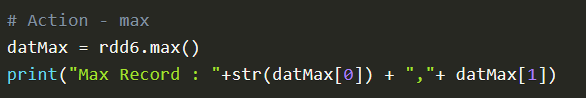 # Action - max
datMax = rdd6.max()
print("Max Record : "+str(datMax[0]) + ","+ datMax[1])